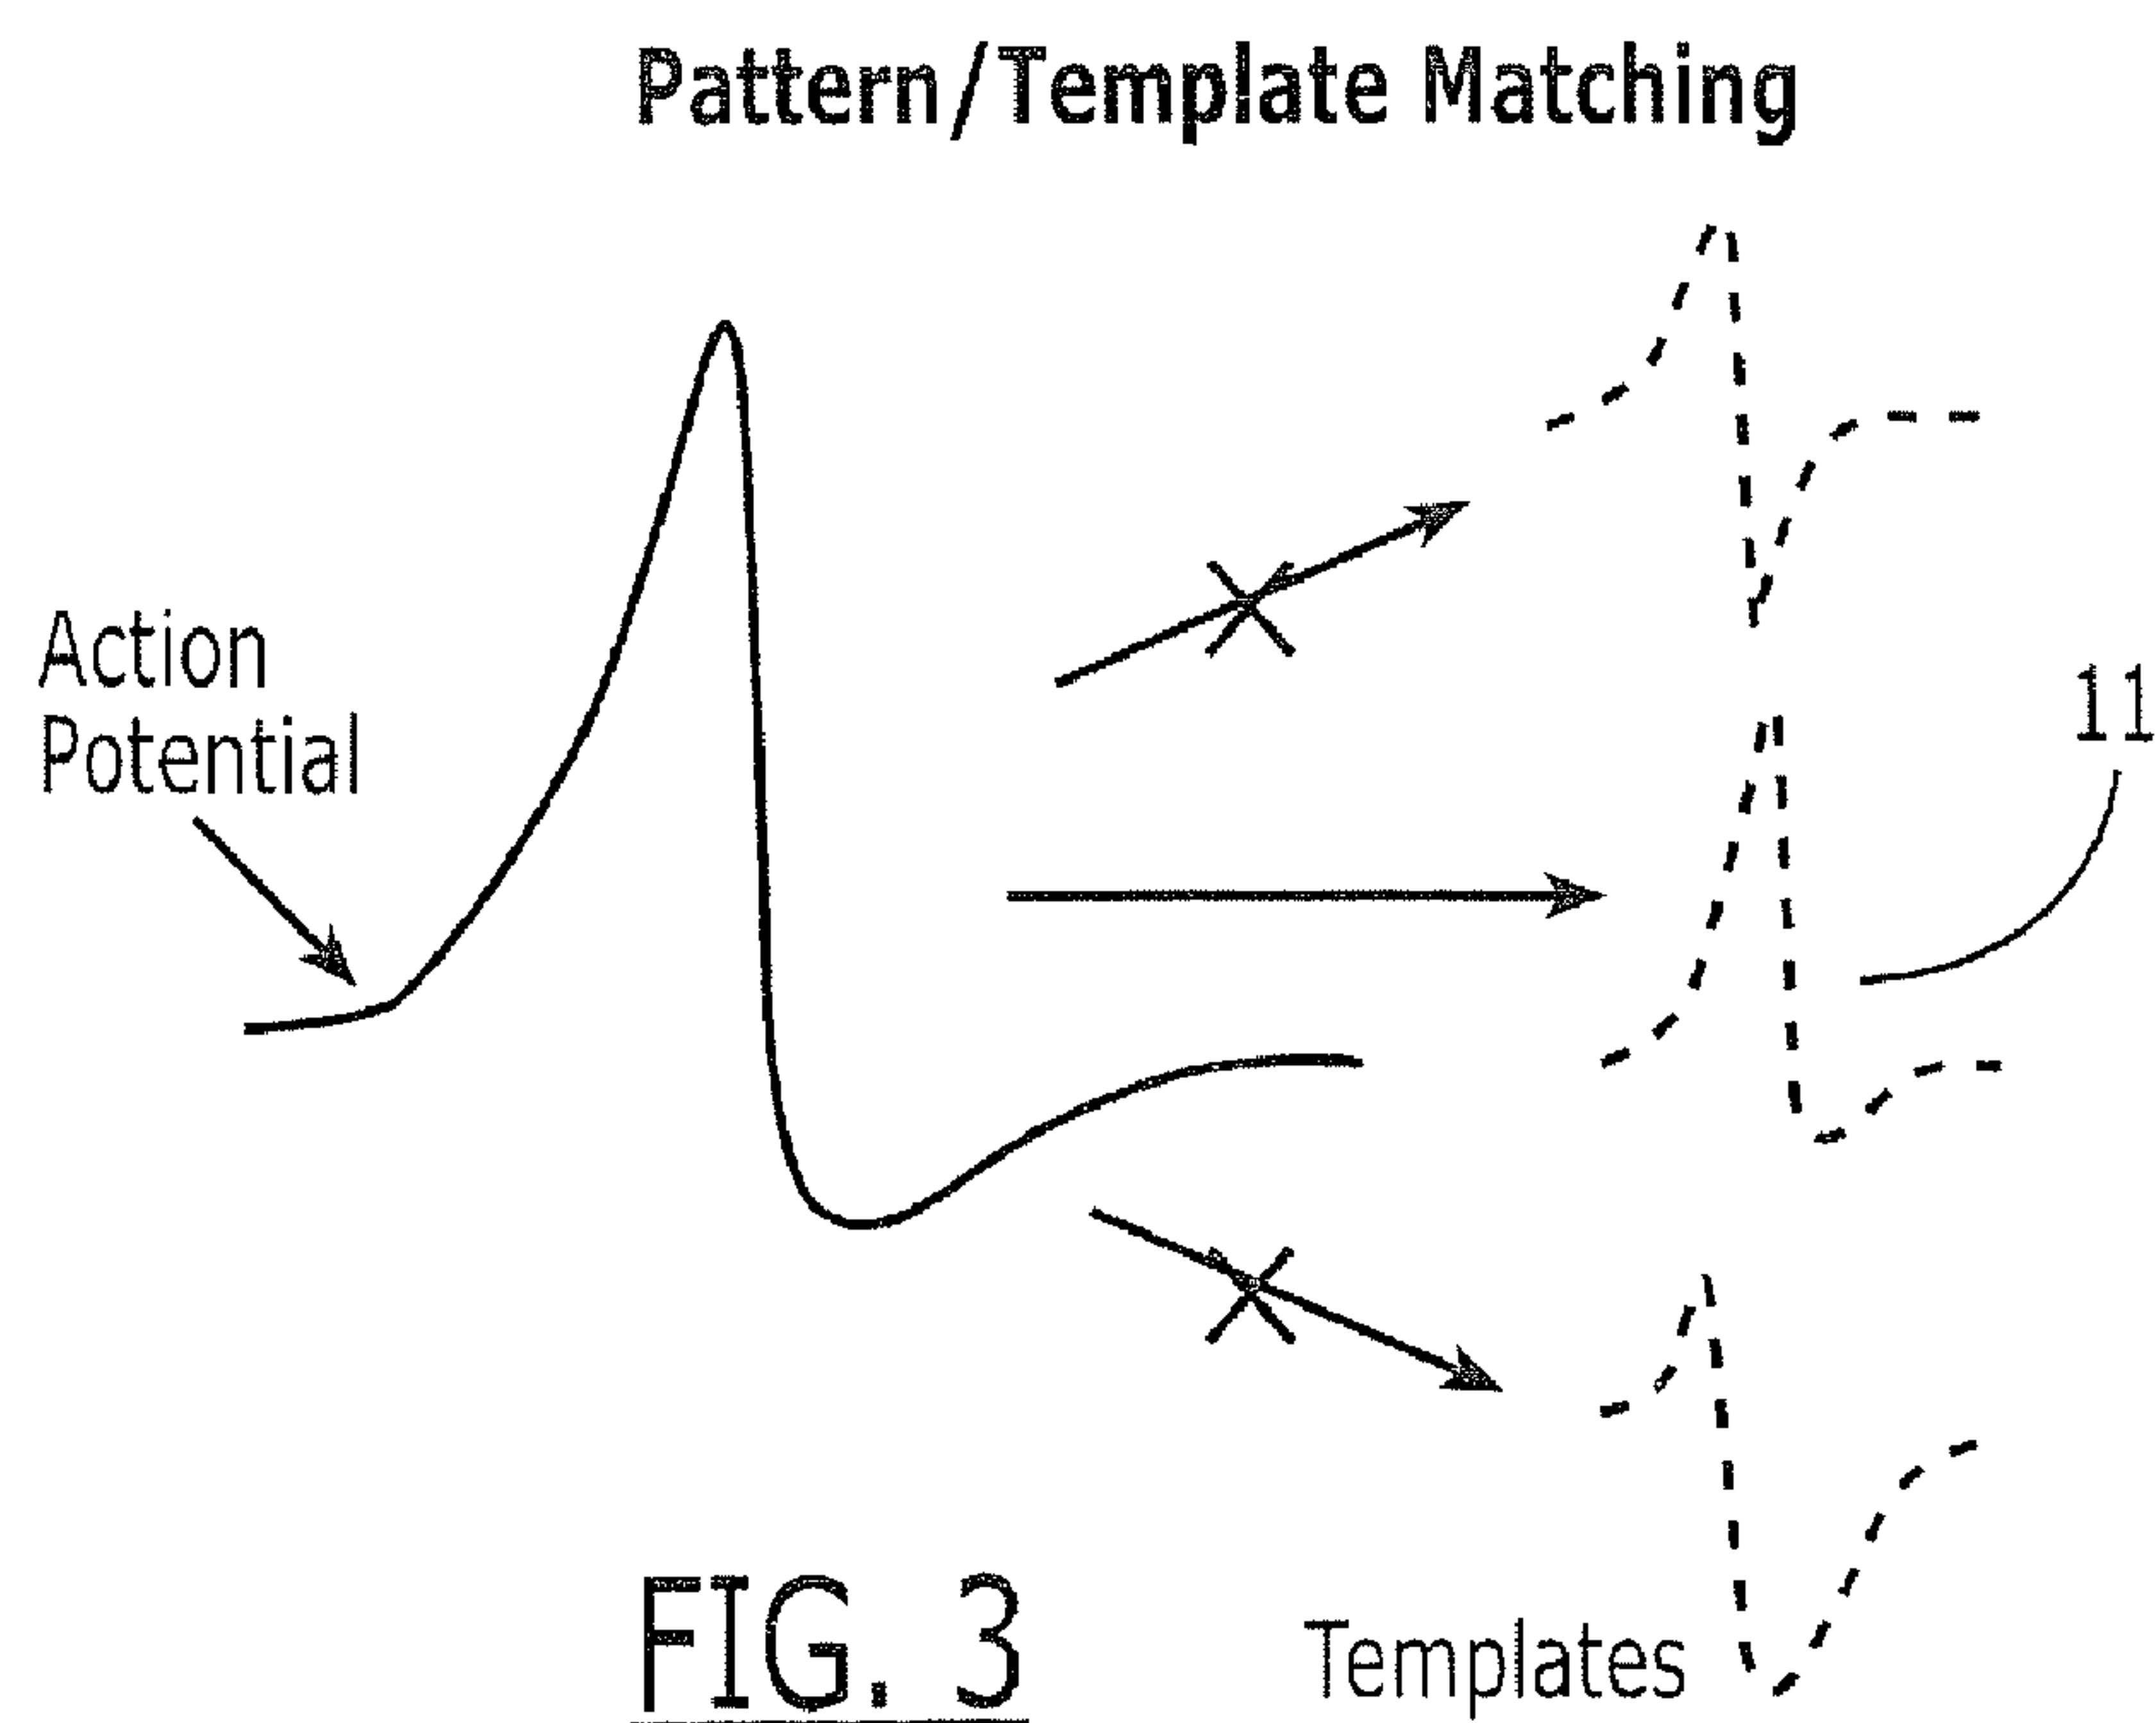 Pattern/Template Matching
Action
Potential
11
Templates
FIG. 3